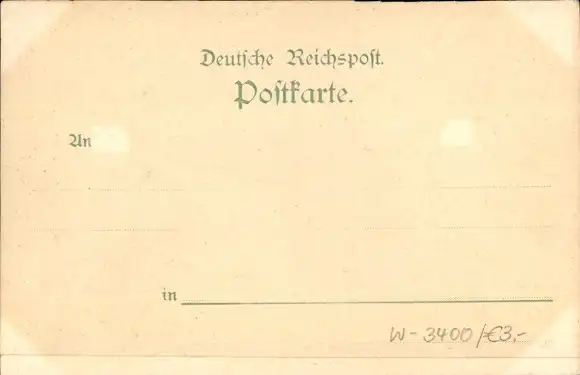 Deutſche Reichspoſt.
Poſtkarte.
An
in
W-3400/€3,-